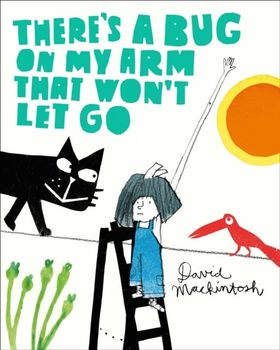 THERE'S A BUG
ON MY ARM
THAT WON'T
LET GO
David
Mackintosh